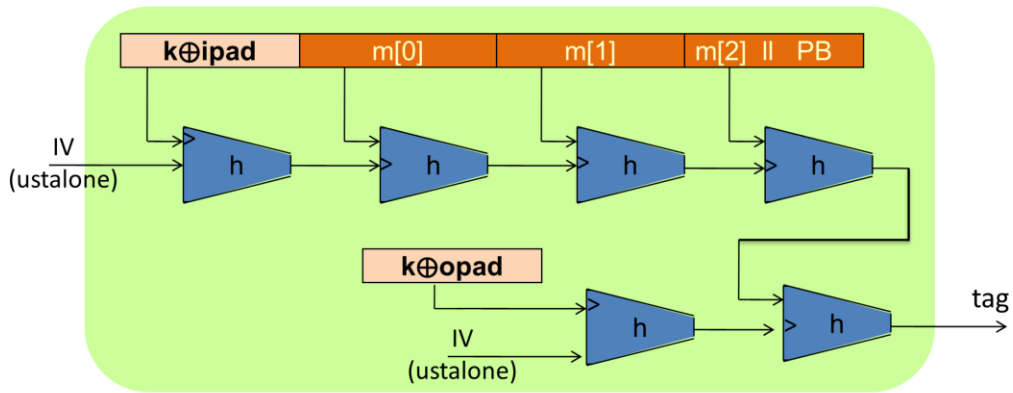 k⊕ipad m[0] m[1] m[2] ll PB
IV
(ustalone)
h h h h
k⊕opad
IV
(ustalone)
h h
tag